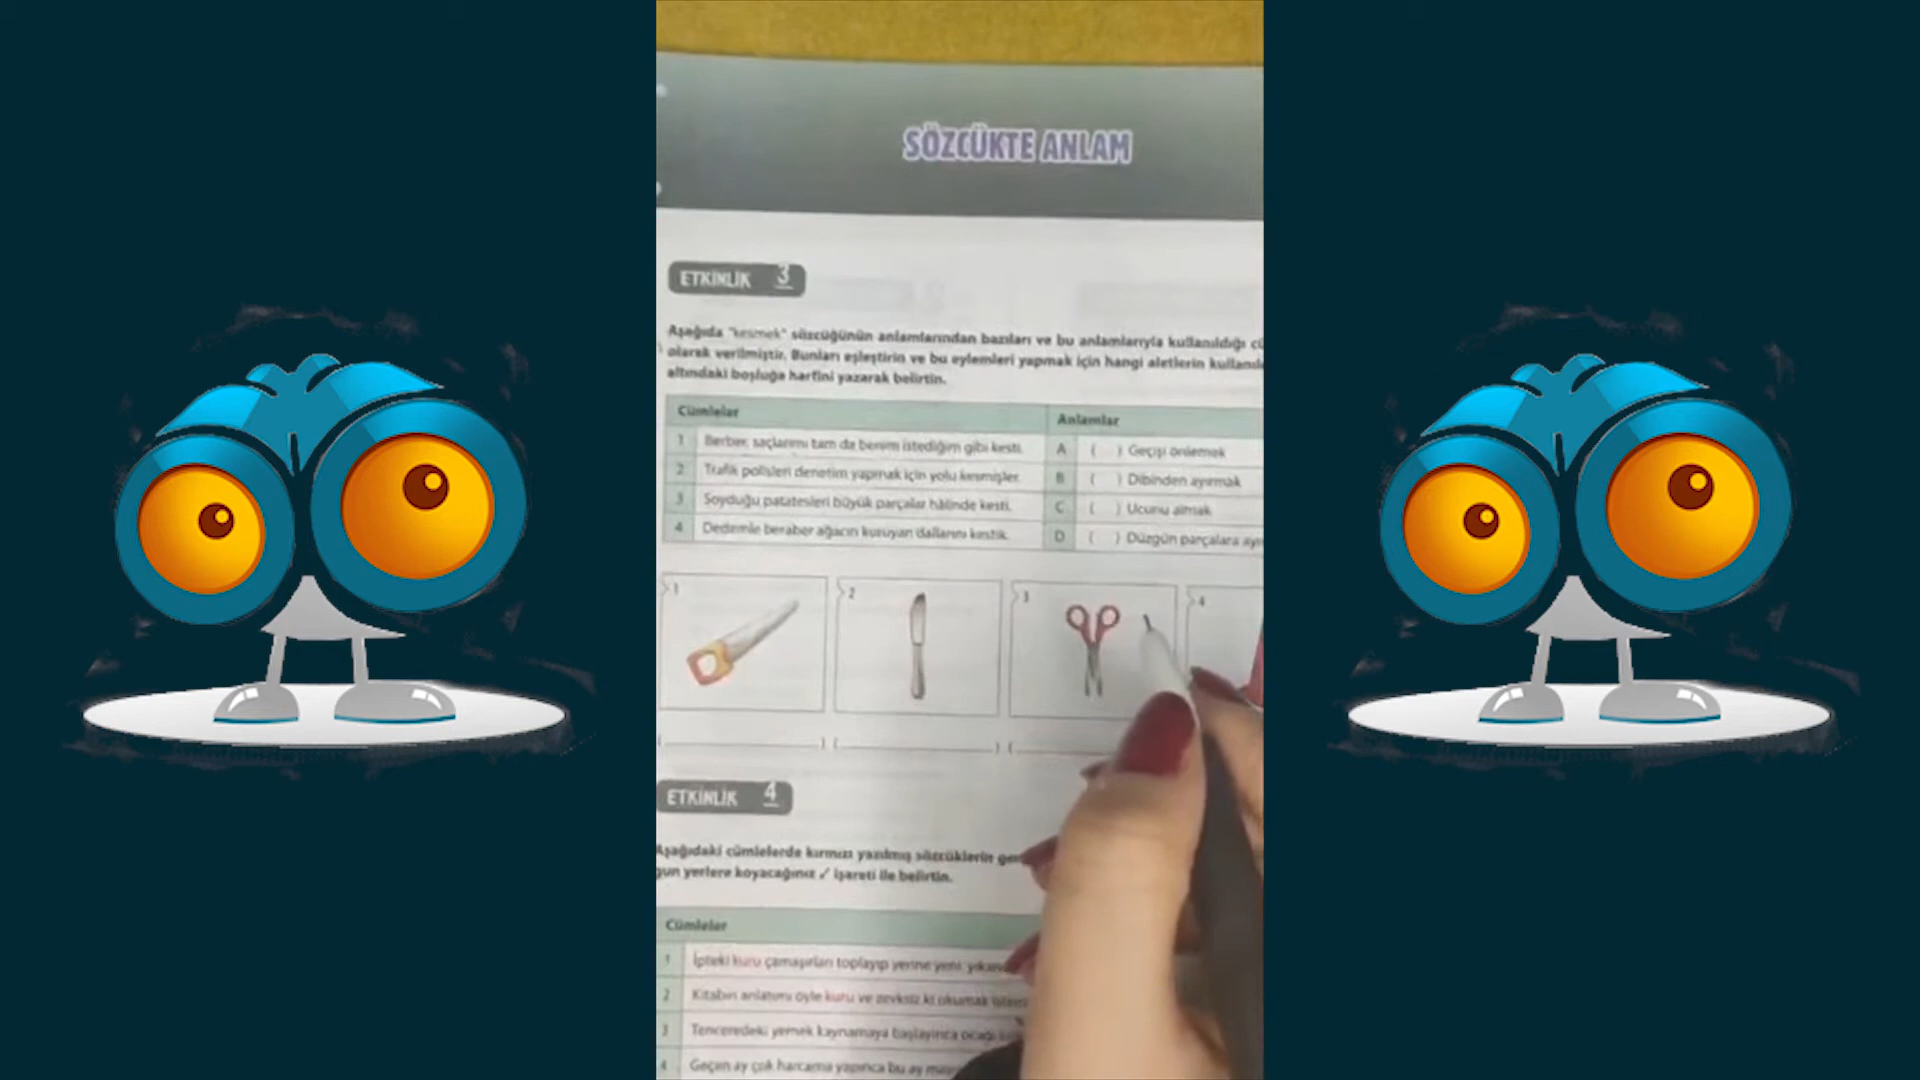 SÖZCÜKTE ANLAM
ETKİNLİK 3
Aşağıda "kesmek" sözcüğünün anlamlarından bazıları ve bu anlamlarıyla kullanıldığı
olarak verilmiştir. Bunları eşleştirin ve bu eylemleri yapmak için hangi aletlerin
altındaki boşluğa harfini yazarak belirtin.
Cümleler
Anlamlar
1 Berber, saçlarımı tam da benim istediğim gibi kesti.
A ( ) Geçişi önlemek
2 Trafik polisleri denetim yapmak için yolu kesmişler.
B ( ) Dibinden ayırmak
3 Soyduğu patatesleri büyük parçalar hâlinde kesti.
C ( ) Ucunu almak
4 Dedemle beraber ağacın kuruyan dallarını kestik.
D ( ) Düzgün parçalara
1
2
3
4
ETKİNLİK 4
Aşağıdaki cümlelerde kırmızı yazılmış sözcüklerin
yerlere koyacağınız ✓ işareti ile belirtin.
Cümleler
1 İpteki kuru çamaşırları toplayıp yerine yeni
2 Kitabın anlatımı öyle kuru ve zevksiz ki okumak
3 Tenceredeki yemek kaynamaya başlayınca ocağı
4 Geçen ay çok harcama yapınca bu ay